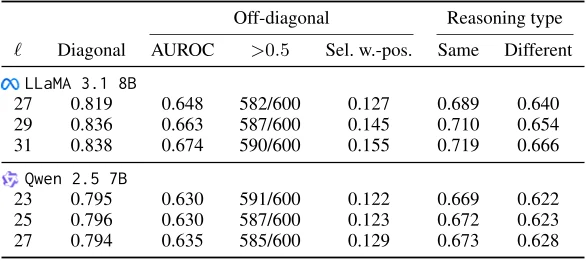 Off-diagonal Reasoning type
ℓ Diagonal AUROC >0.5 Sel. w.-pos. Same Different
LLaMA 3.1 8B
27 0.819 0.648 582/600 0.127 0.689 0.640
29 0.836 0.663 587/600 0.145 0.710 0.654
31 0.838 0.674 590/600 0.155 0.719 0.666
Qwen 2.5 7B
23 0.795 0.630 591/600 0.122 0.669 0.622
25 0.796 0.630 587/600 0.123 0.672 0.623
27 0.794 0.635 585/600 0.129 0.673 0.628